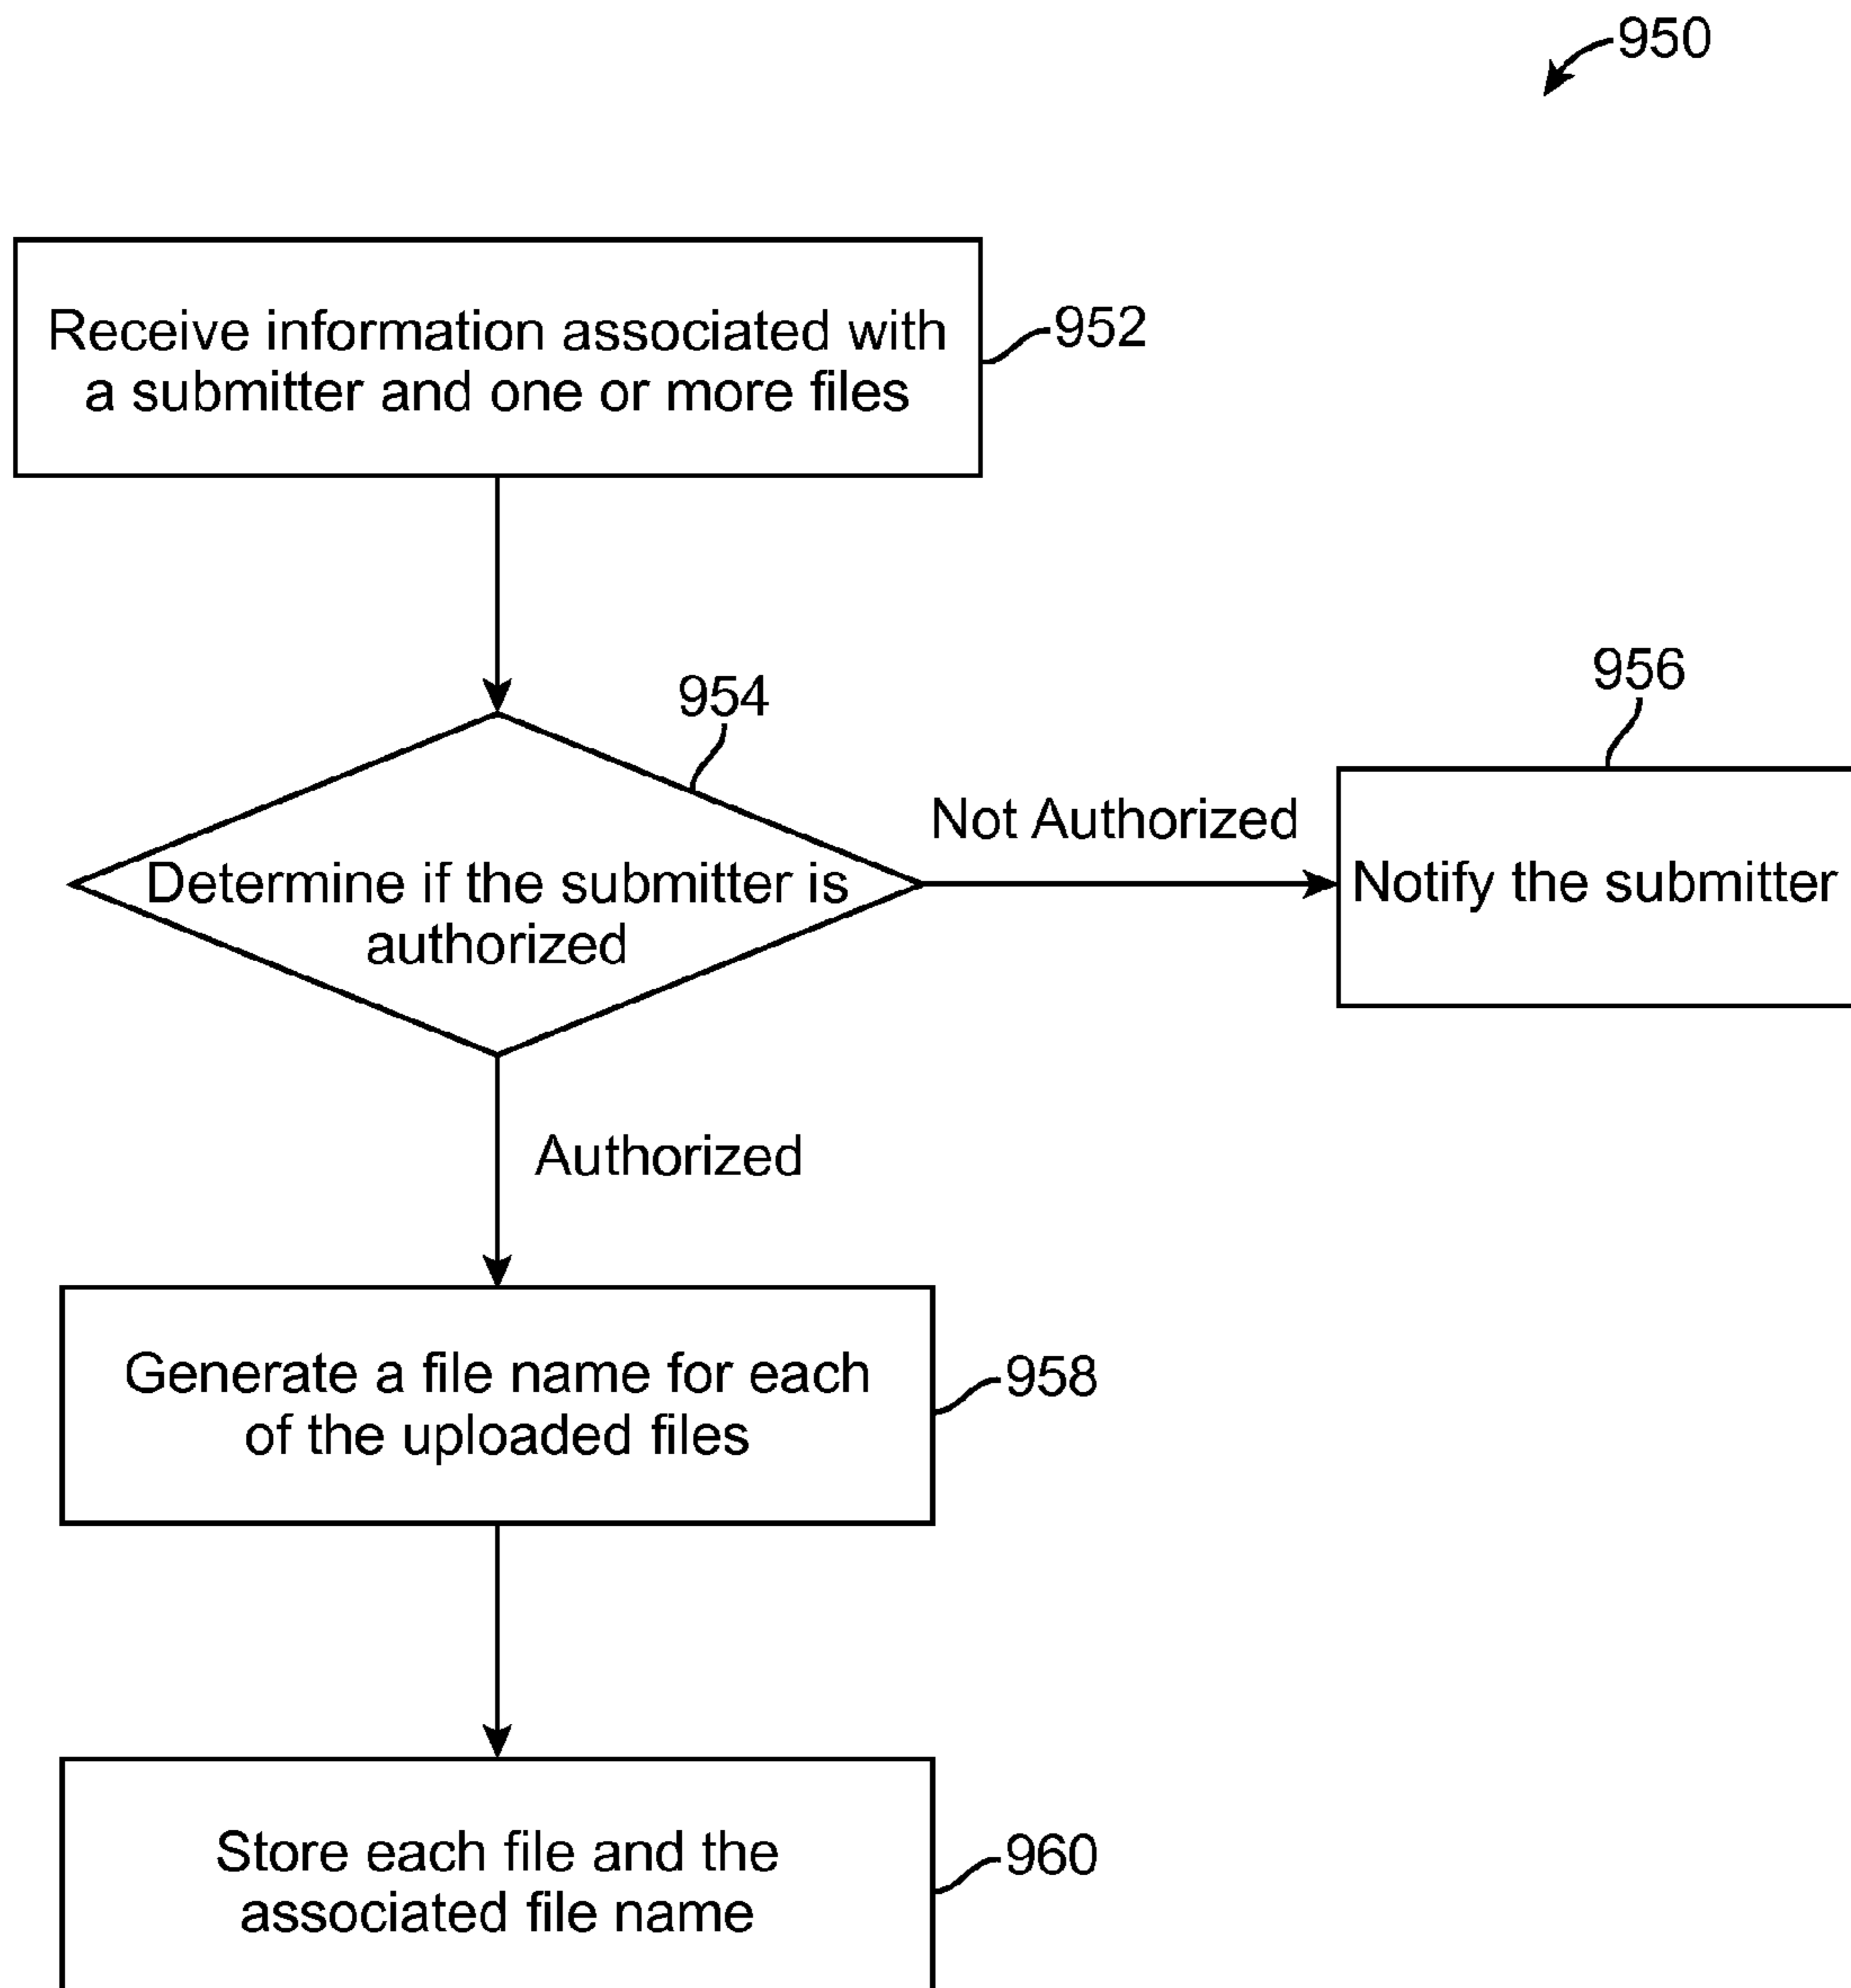 950
Receive information associated with
a submitter and one or more files
952
954
956
Not Authorized
Determine if the submitter is
authorized
Notify the submitter
Authorized
Generate a file name for each
of the uploaded files
958
Store each file and the
associated file name
960